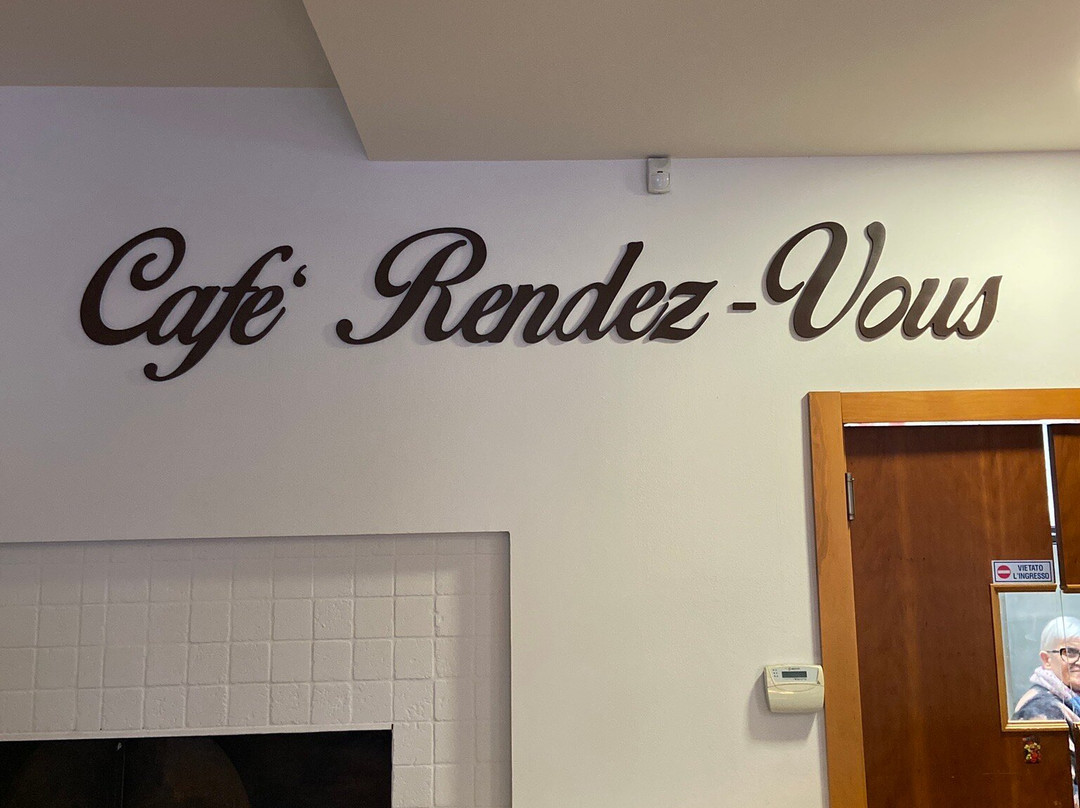 Cafe‘ Rendez-Vous
VIETATO
L'INGRESSO